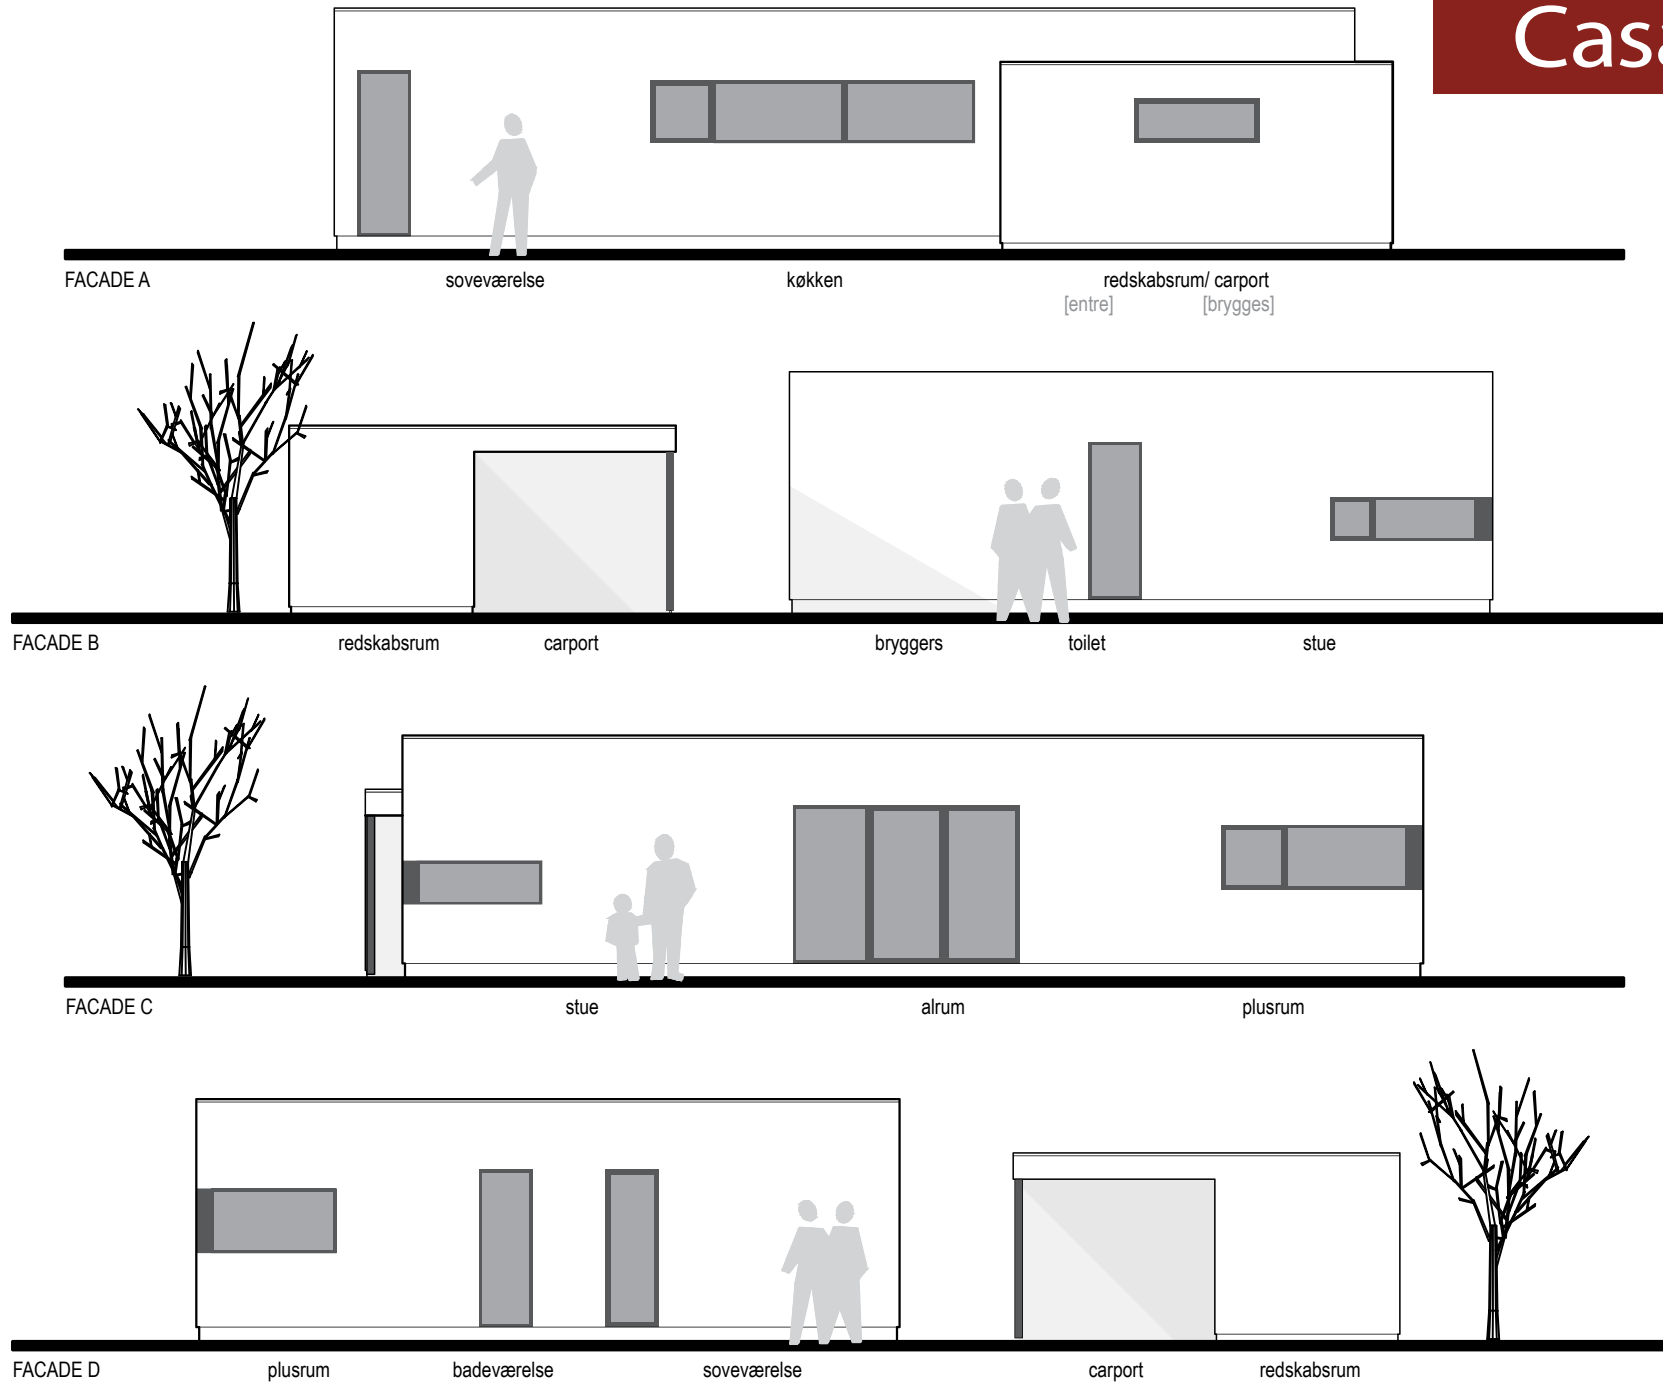 Casa
FACADE A soveværelse køkken redskabsrum/ carport
[entre] [brygges]
FACADE B redskabsrum carport bryggers toilet stue
FACADE C stue alrum plusrum
FACADE D plusrum badeværelse soveværelse carport redskabsrum